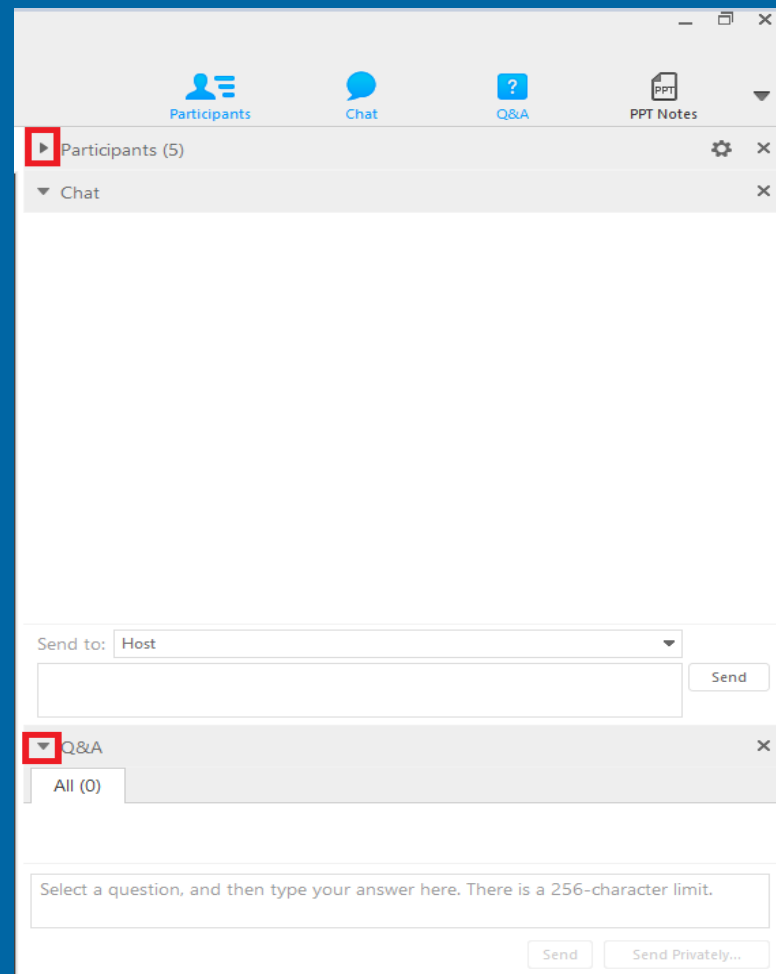 Participants Chat Q&A PPT Notes
Participants (5)
Chat
Send to: Host
Send
Q&A
All (0)
Select a question, and then type your answer here. There is a 256-character limit.
Send Send Privately...